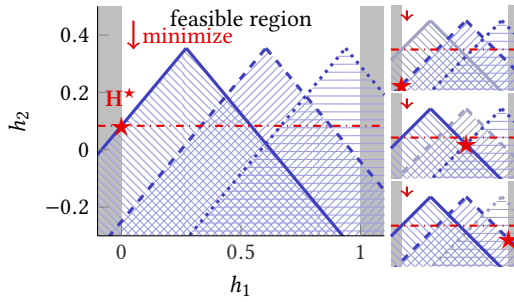 feasible region
minimize
H★
0.4
0.2
0
−0.2
h₂
0
0.5
1
h₁